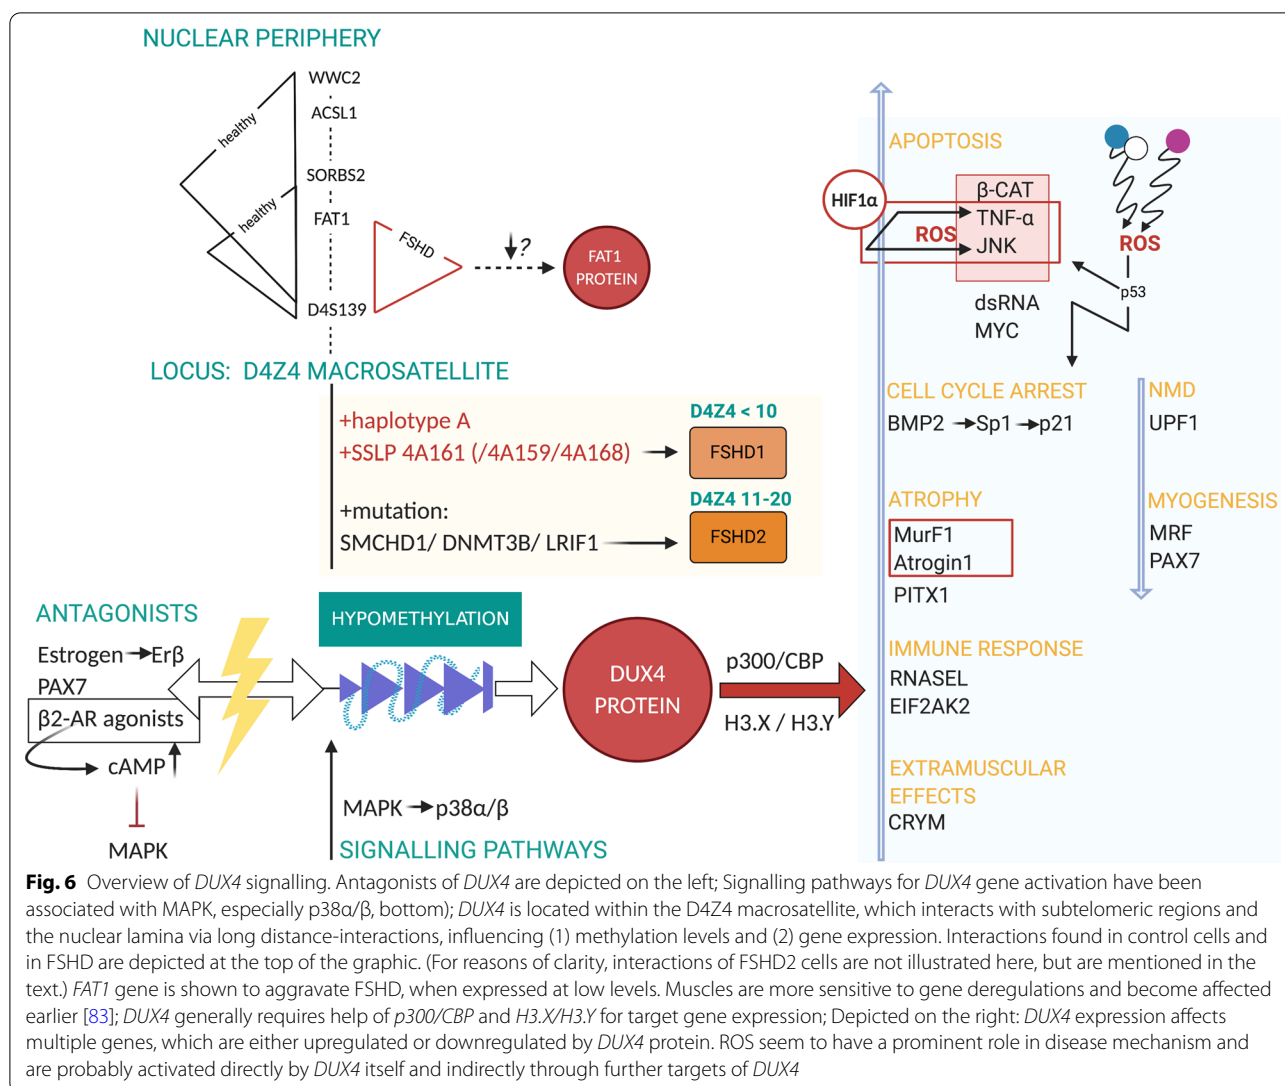 NUCLEAR PERIPHERY
WWC2
ACSL1
healthy
SORBS2
healthy
FAT1
FSHD
?
FAT1
PROTEIN
D4S139
LOCUS: D4Z4 MACROSATELLITE
+haplotype A
+SSLP 4A161 (/4A159/4A168)
D4Z4 < 10
FSHD1
+mutation:
SMCHD1/ DNMT3B/ LRIF1
D4Z4 11-20
FSHD2
ANTAGONISTS
Estrogen
Erβ
PAX7
β2-AR agonists
cAMP
MAPK
HYPOMETHYLATION
MAPK
p38α/β
SIGNALLING PATHWAYS
DUX4
PROTEIN
p300/CBP
H3.X / H3.Y
APOPTOSIS
HIF1α
β-CAT
TNF-α
ROS
JNK
dsRNA
MYC
ROS
p53
CELL CYCLE ARREST
BMP2
Sp1
p21
NMD
UPF1
ATROPHY
MurF1
Atrogin1
PITX1
MYOGENESIS
MRF
PAX7
IMMUNE RESPONSE
RNASEL
EIF2AK2
EXTRAMUSCULAR
EFFECTS
CRYM
Fig. 6 Overview of DUX4 signalling. Antagonists of DUX4 are depicted on the left; Signalling pathways for DUX4 gene activation have been
associated with MAPK, especially p38α/β, bottom); DUX4 is located within the D4Z4 macrosatellite, which interacts with subtelomeric regions and
the nuclear lamina via long distance-interactions, influencing (1) methylation levels and (2) gene expression. Interactions found in control cells and
in FSHD are depicted at the top of the graphic. (For reasons of clarity, interactions of FSHD2 cells are not illustrated here, but are mentioned in the
text.) FAT1 gene is shown to aggravate FSHD, when expressed at low levels. Muscles are more sensitive to gene deregulations and become affected
earlier [83]; DUX4 generally requires help of p300/CBP and H3.X/H3.Y for target gene expression; Depicted on the right: DUX4 expression affects
multiple genes, which are either upregulated or downregulated by DUX4 protein. ROS seem to have a prominent role in disease mechanism and
are probably activated directly by DUX4 itself and indirectly through further targets of DUX4